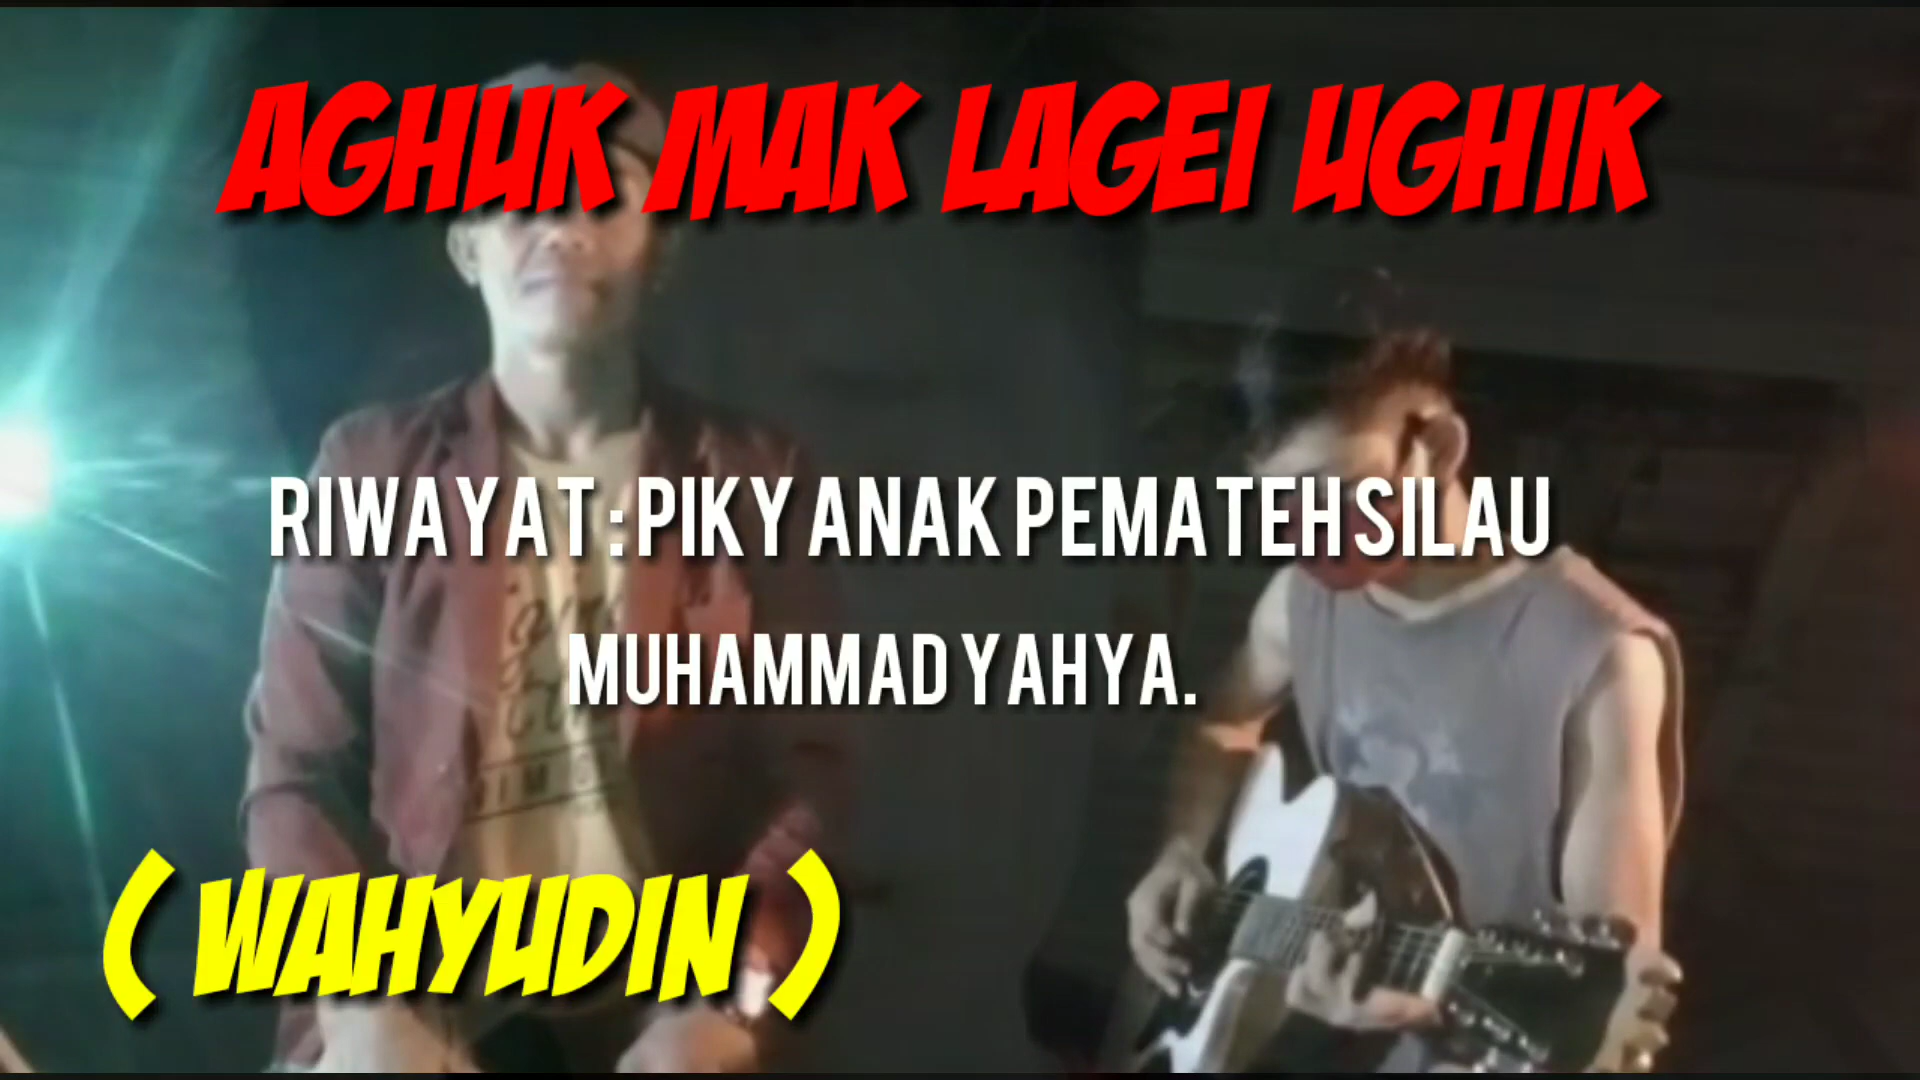 AGHUK MAK LAGEI UGHIK
RIWAYAT : PIKY ANAK PEMATEH SILAU
MUHAMMAD YAHYA.
( WAHYUDIN )